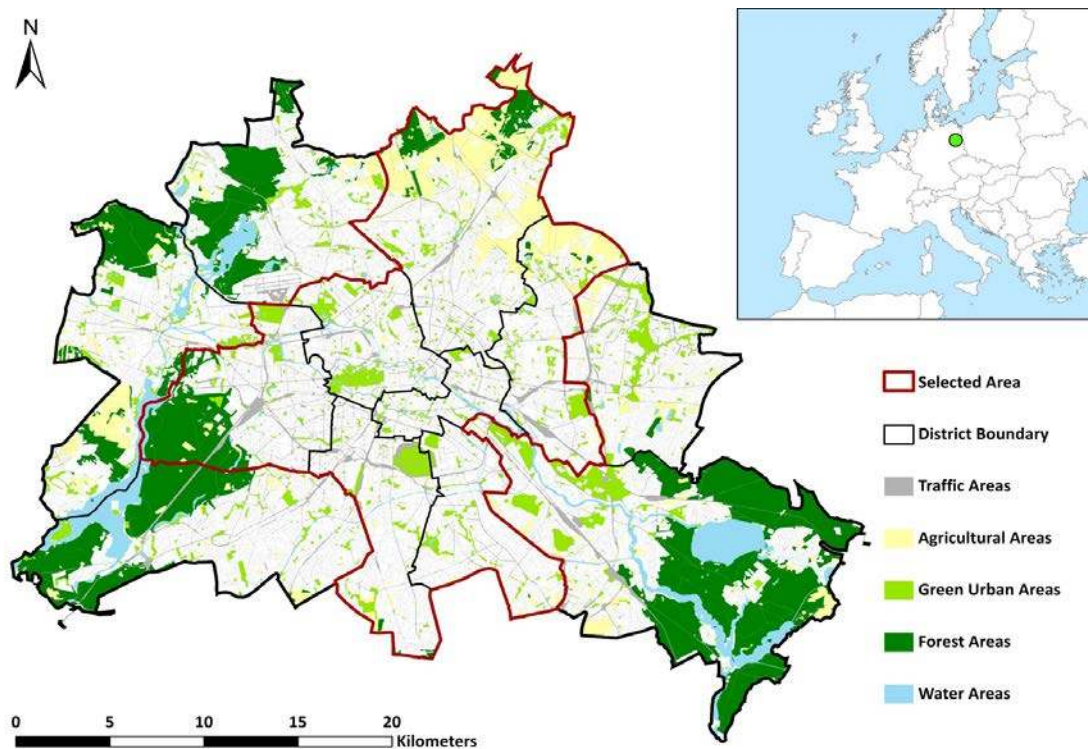 N
Selected Area
District Boundary
Traffic Areas
Agricultural Areas
Green Urban Areas
Forest Areas
Water Areas
0 5 10 15 20
Kilometers